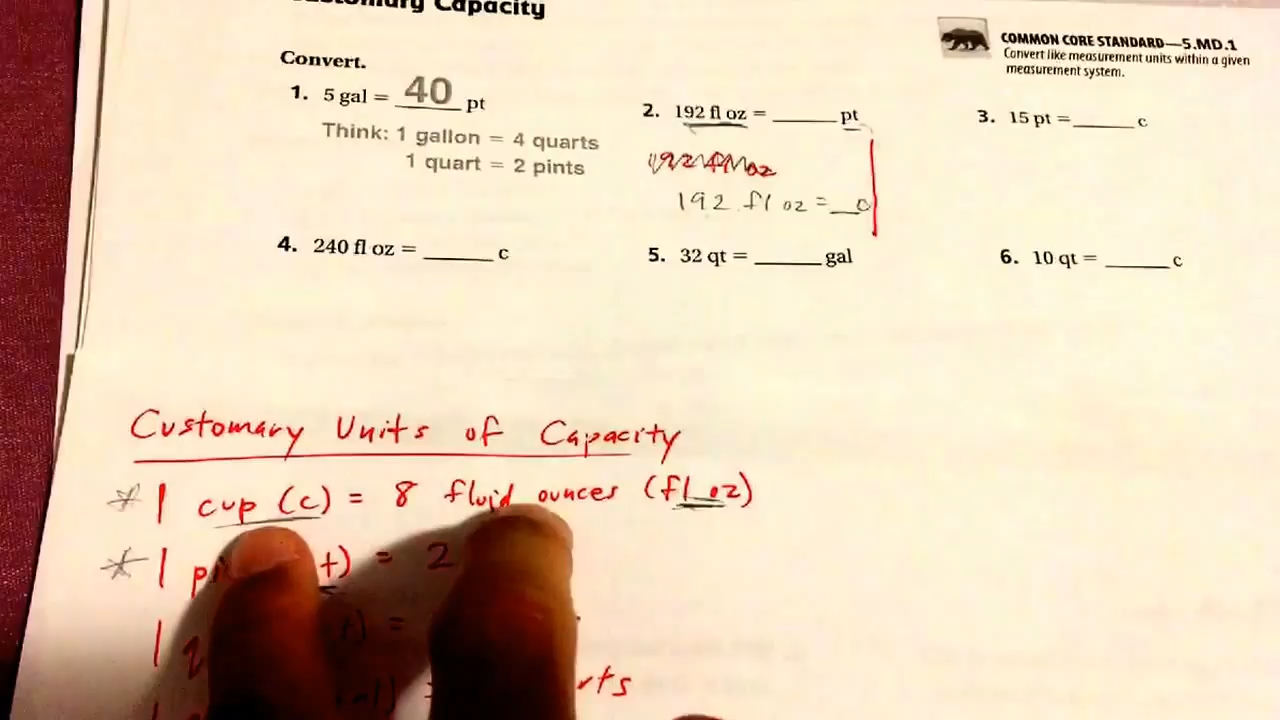 Customary Capacity
COMMON CORE STANDARD—5.MD.1
Convert like measurement units within a given
measurement system.
Convert.
1. 5 gal = 40 pt
Think: 1 gallon = 4 quarts
1 quart = 2 pints
2. 192 fl oz = ______ pt
192 fl oz = __ c
3. 15 pt = ______ c
4. 240 fl oz = ______ c
5. 32 qt = ______ gal
6. 10 qt = ______ c
Customary Units of Capacity
* 1 cup (c) = 8 fluid ounces (fl oz)
* 1 = 2
1